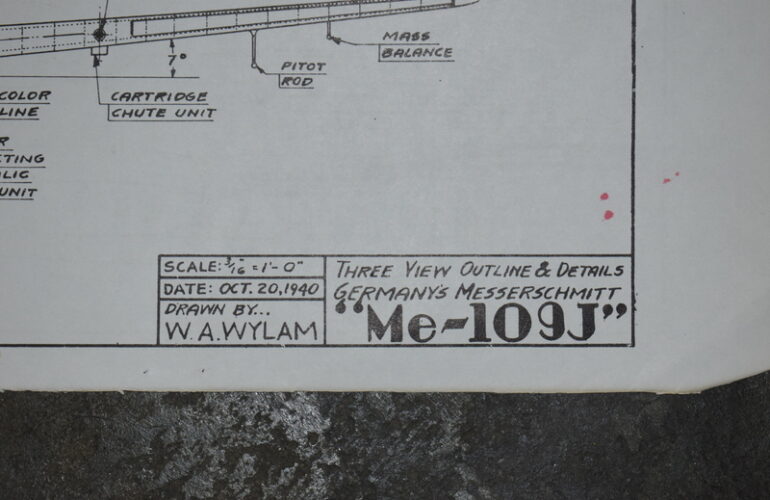 MASS
BALANCE
7°
PITOT
ROD
COLOR
LINE
CARTRIDGE
CHUTE UNIT
R
TING
LIC
UNIT
SCALE: 3/16" = 1'-0"
DATE: OCT. 20, 1940
DRAWN BY...
W. A. WYLAM
THREE VIEW OUTLINE & DETAILS
GERMANY'S MESSERSCHMITT
"Me-109J"